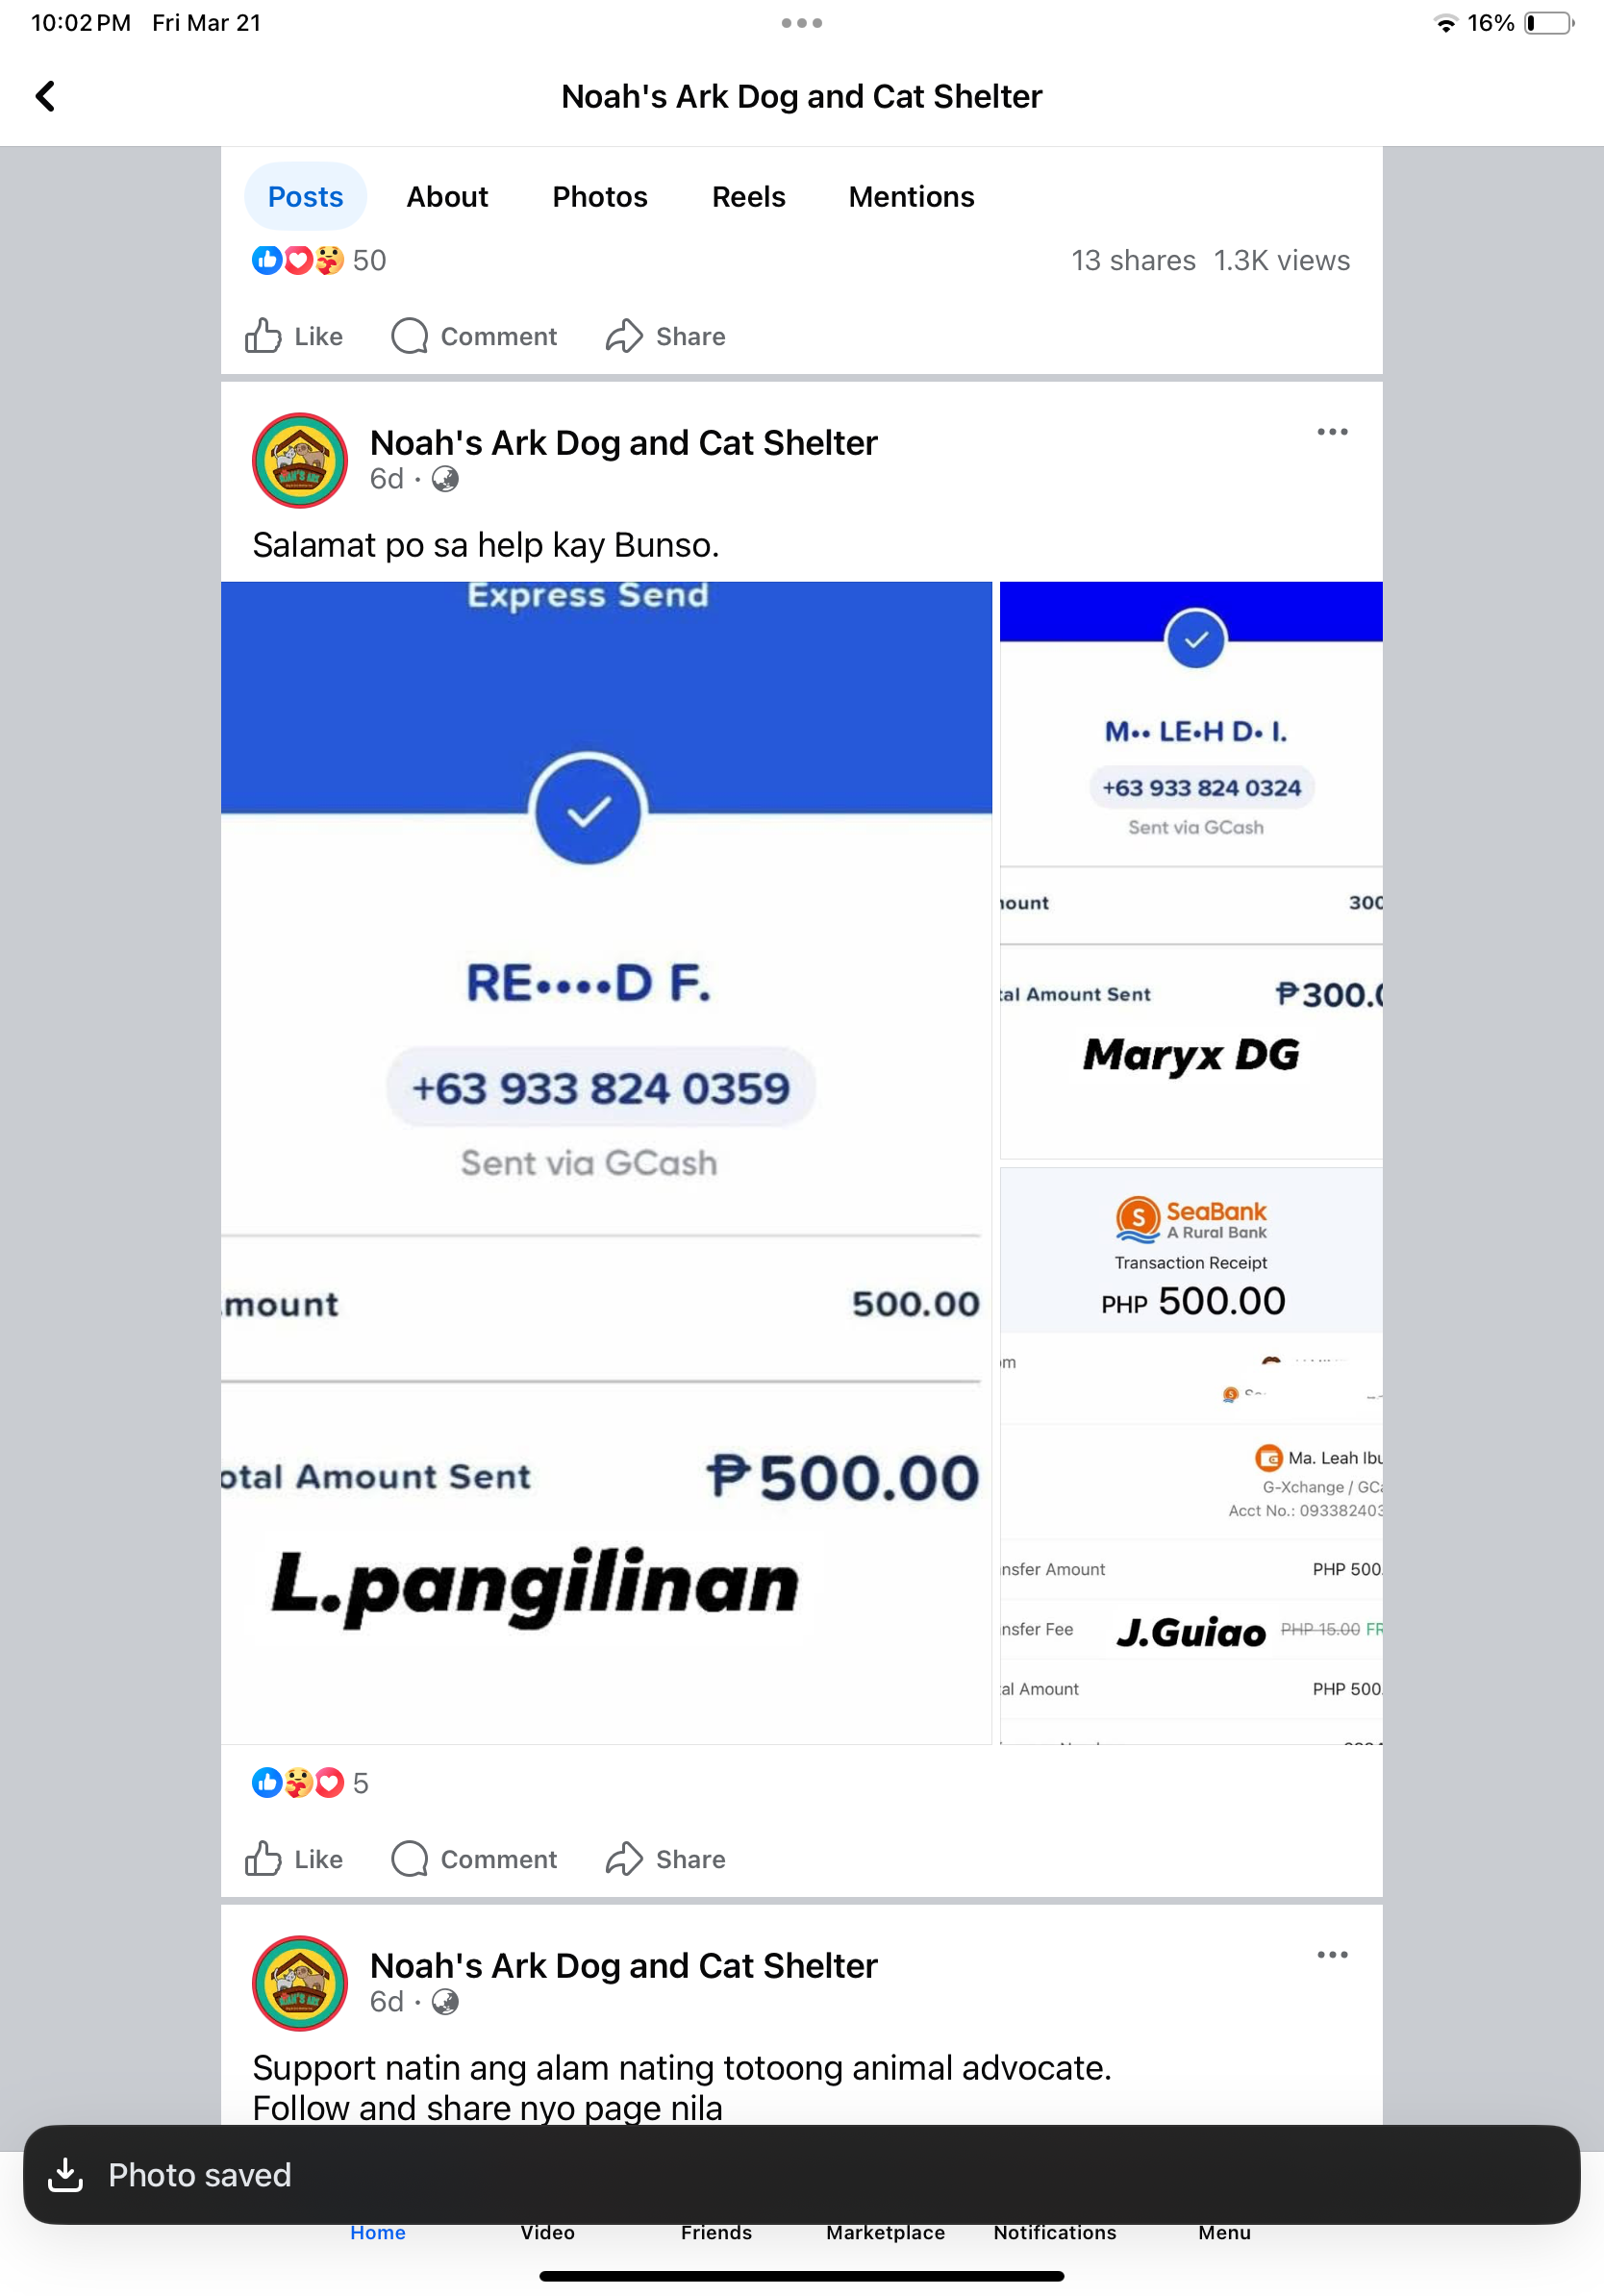 10:02 PM Fri Mar 21
16%
Noah's Ark Dog and Cat Shelter
Posts About Photos Reels Mentions
50 13 shares 1.3K views
Like Comment Share
Noah's Ark Dog and Cat Shelter
6d ·
Salamat po sa help kay Bunso.
Express Send
RE••••D F.
+63 933 824 0359
Sent via GCash
mount 500.00
otal Amount Sent ₱500.00
L.pangilinan
M•• LE•H D• I.
+63 933 824 0324
Sent via GCash
ount 300
tal Amount Sent ₱300.0
Maryx DG
SeaBank
A Rural Bank
Transaction Receipt
PHP 500.00
om
Ma. Leah Ibu
G-Xchange / GCa
Acct No.: 093382403
nsfer Amount PHP 500.
nsfer Fee J.Guiao PHP 15.00 FR
al Amount PHP 500.
5
Like Comment Share
Noah's Ark Dog and Cat Shelter
6d ·
Support natin ang alam nating totoong animal advocate.
Follow and share nyo page nila
Photo saved
Home Video Friends Marketplace Notifications Menu